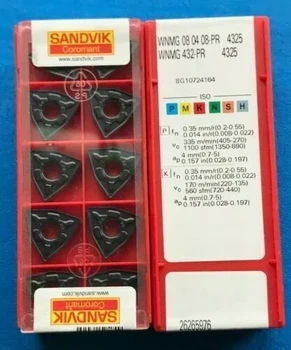 SANDVIK
Coromant
www.sandvik.com
SANDVIK
Coromant
WNMG 08 04 08-PR 4325
WNMG 432-PR 4325
8G10724164
P M K N S H
P fn 0.35 mm/r(0.2-0.55)
0.014 in/r(0.008-0.022)
vc 335 m/min(405-270)
1100 sfm(1350-880)
ap 4 mm(0.7-5)
0.157 in(0.028-0.197)
K fn 0.35 mm/r(0.2-0.55)
0.014 in/r(0.008-0.022)
vc 170 m/min(220-135)
560 sfm(720-440)
ap 4 mm(0.7-5)
0.157 in(0.028-0.197)
26265976